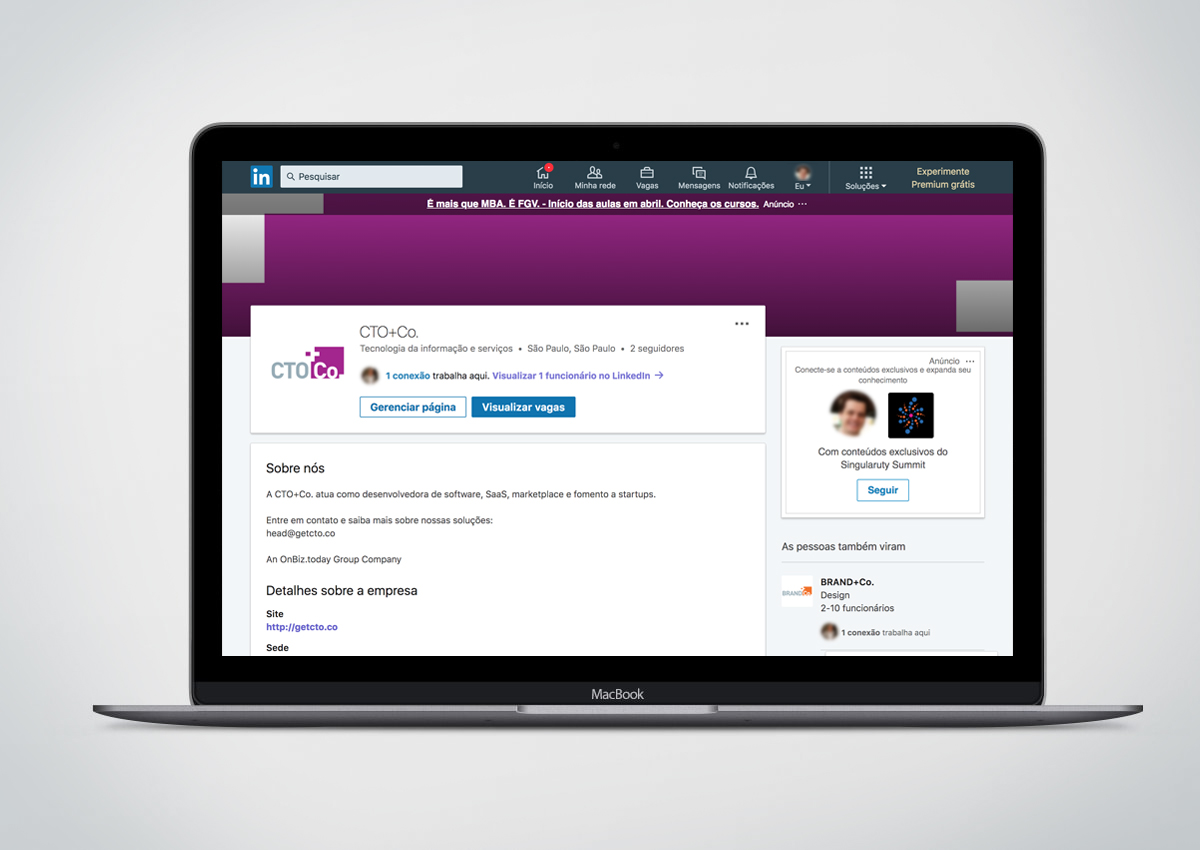 in
Pesquisar
Início
Minha rede
Vagas
Mensagens
Notificações
Eu
Soluções
Experimente
Premium grátis
É mais que MBA. É FGV. - Início das aulas em abril. Conheça os cursos. Anúncio ···
CTO+Co.
Tecnologia da informação e serviços • São Paulo, São Paulo • 2 seguidores
CTO Co.
1 conexão trabalha aqui. Visualizar 1 funcionário no LinkedIn →
Gerenciar página
Visualizar vagas
Sobre nós
A CTO+Co. atua como desenvolvedora de software, SaaS, marketplace e fomento a startups.
Entre em contato e saiba mais sobre nossas soluções:
head@getcto.co
An OnBiz.today Group Company
Detalhes sobre a empresa
Site
http://getcto.co
Sede
Anúncio ···
Conecte-se a conteúdos exclusivos e expanda seu
conhecimento
Com conteúdos exclusivos do
Singularuty Summit
Seguir
As pessoas também viram
BRANDCo
BRAND+Co.
Design
2-10 funcionários
1 conexão trabalha aqui
MacBook